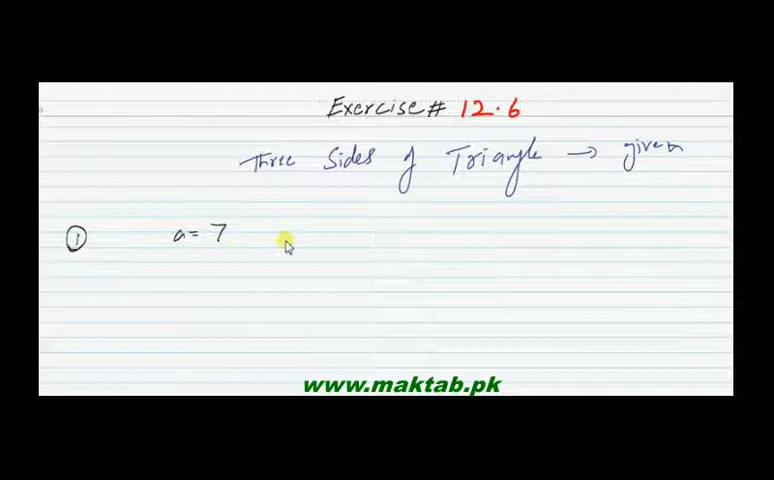 Exercise# 12.6
Three Sides of Triangle → given
① a = 7
www.maktab.pk